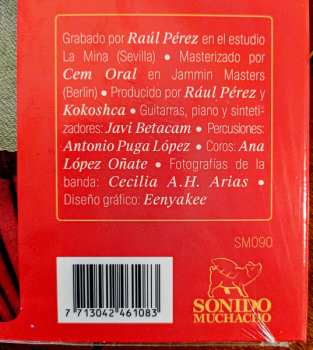 Grabado por Raúl Pérez en el estudio
La Mina (Sevilla) • Masterizado por
Cem Oral en Jammin Masters
(Berlín) • Producido por Rául Pérez y
Kokoshca • Guitarras, piano y sinteti-
zadores: Javi Betacam • Percusiones:
Antonio Puga López • Coros: Ana
López Oñate • Fotografías de la
banda: Cecilia A.H. Arias •
Diseño gráfico: Eenyakee
SM090
SONIDO
MUCHACHO
7 713042 461083